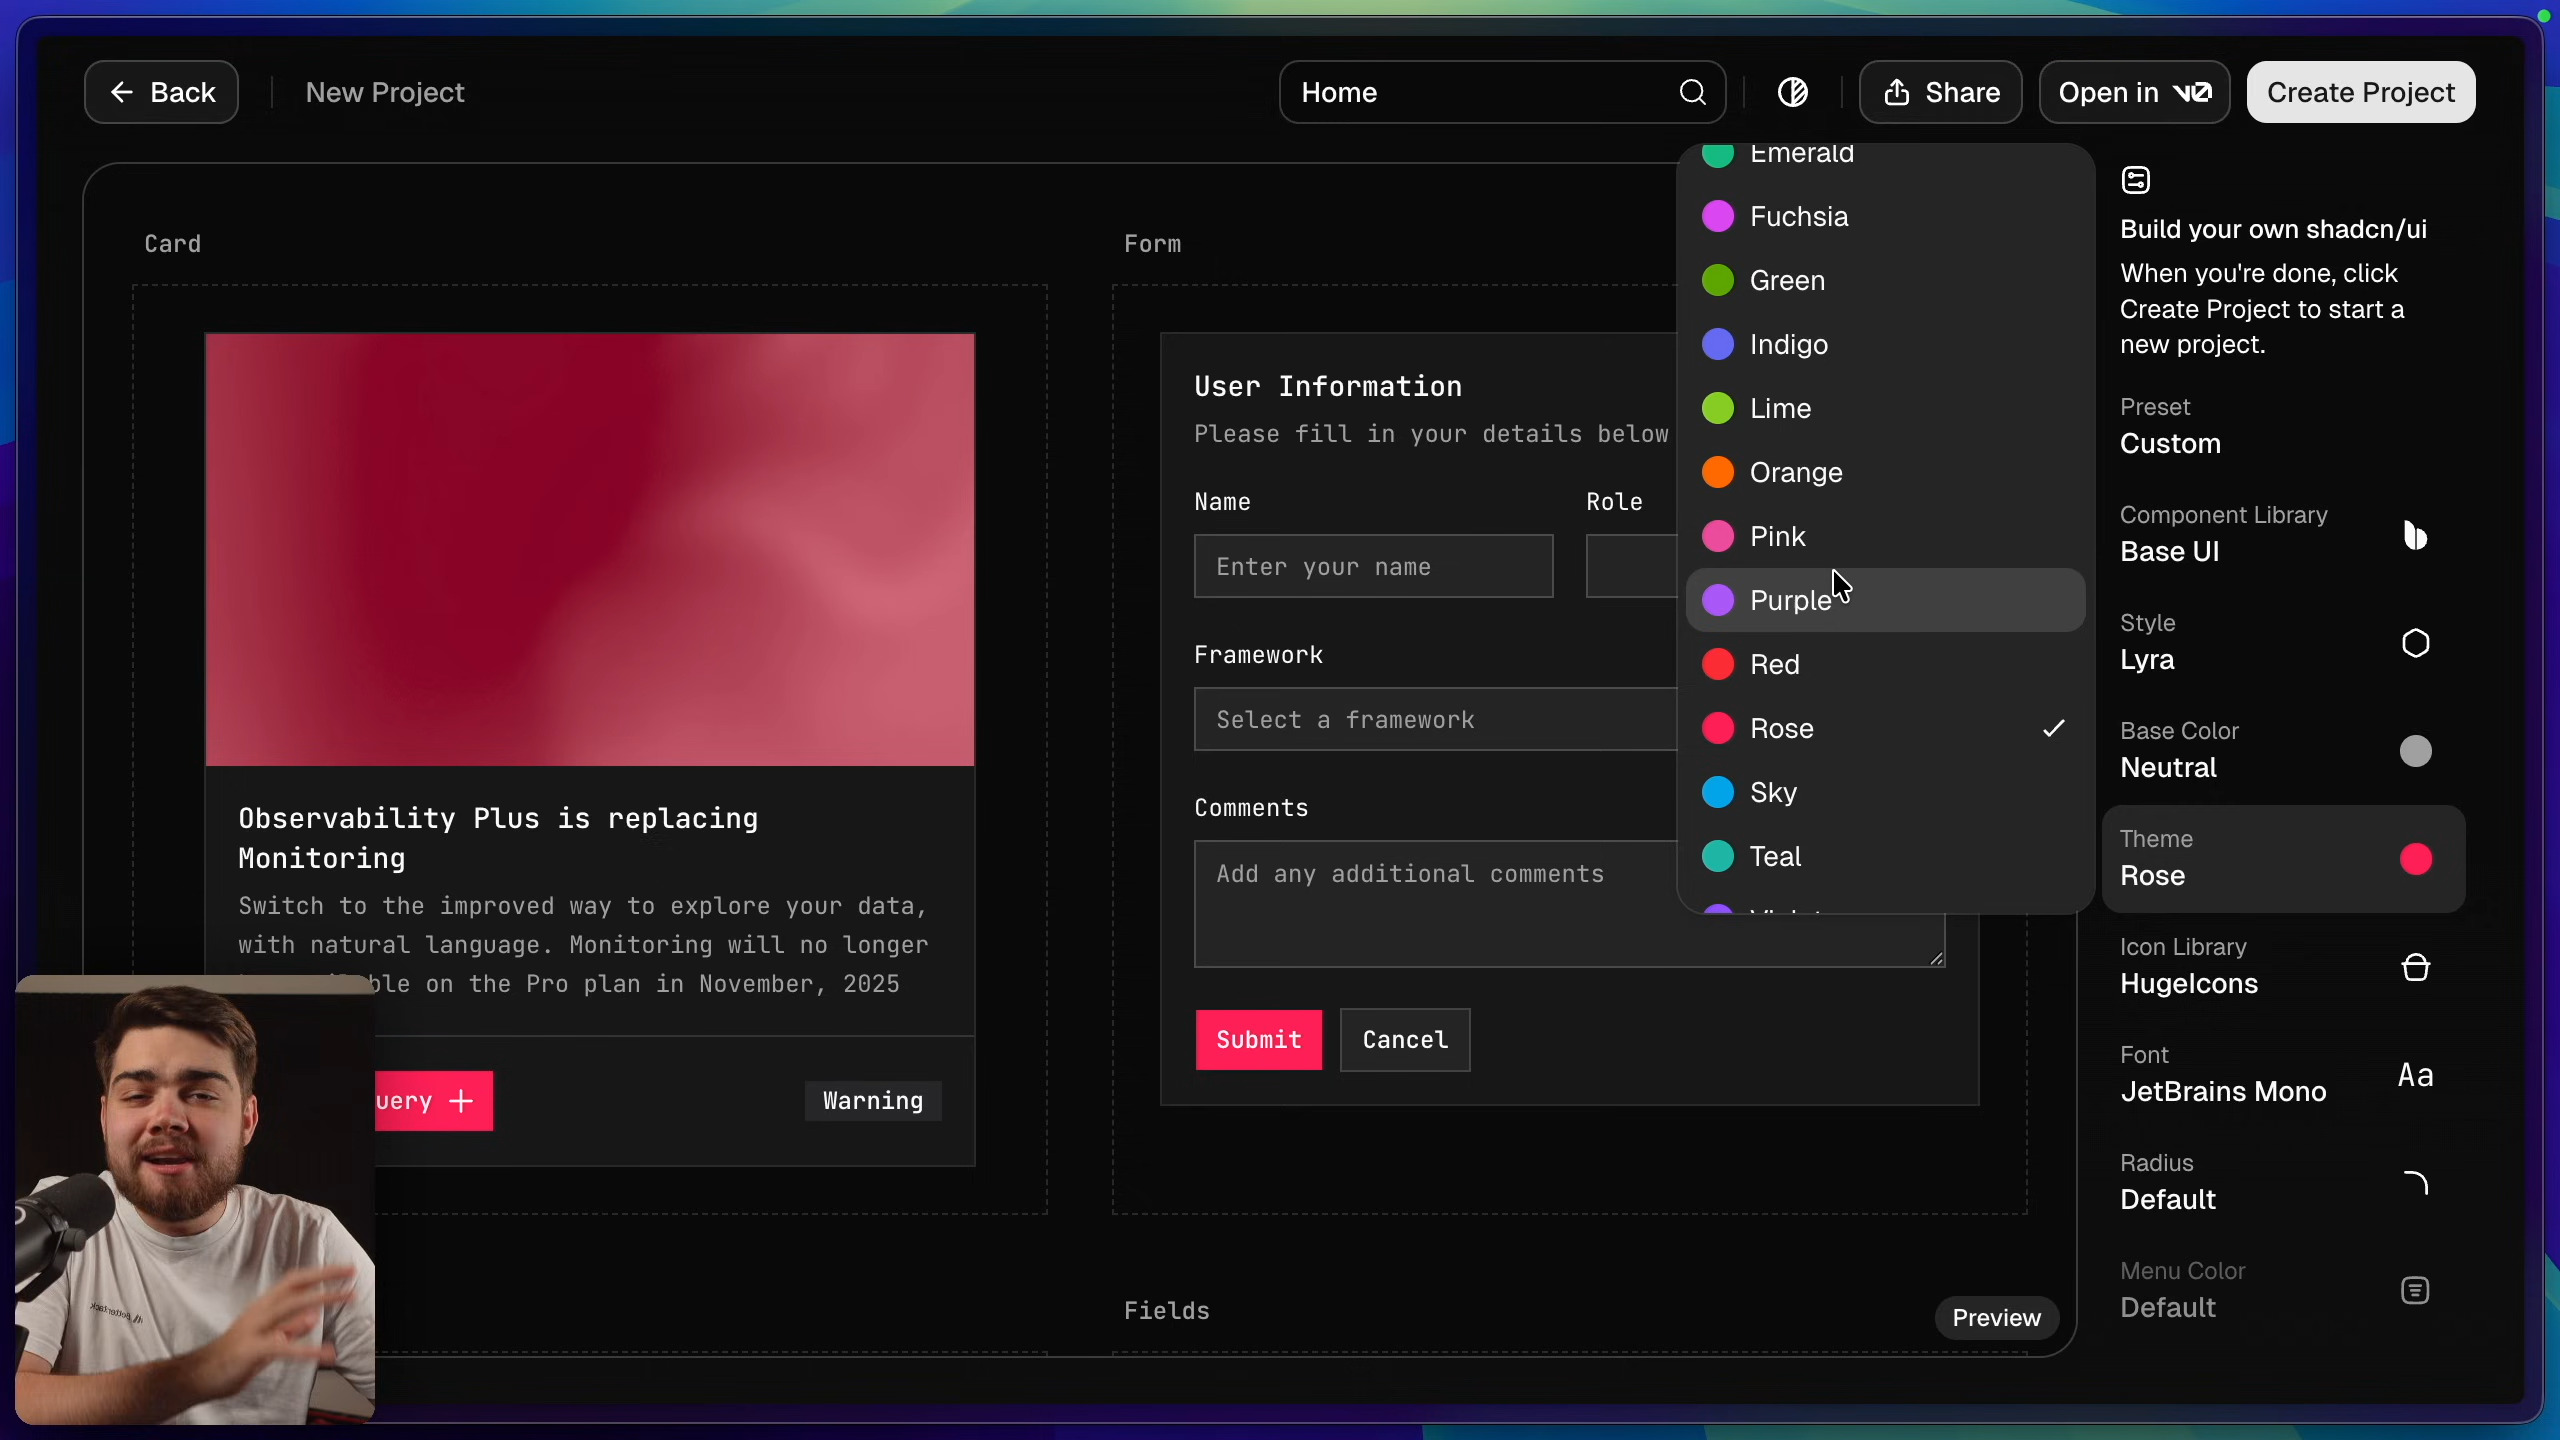 Back
New Project
Home
Share
Open in v0
Create Project
Card
Observability Plus is replacing
Monitoring
Switch to the improved way to explore your data,
with natural language. Monitoring will no longer
on the Pro plan in November, 2025
Warning
Form
User Information
Please fill in your details below
Name
Role
Enter your name
Framework
Select a framework
Comments
Add any additional comments
Submit
Cancel
Fields
Preview
Emerald
Fuchsia
Green
Indigo
Lime
Orange
Pink
Purple
Red
Rose
Sky
Teal
Build your own shadcn/ui
When you're done, click
Create Project to start a
new project.
Preset
Custom
Component Library
Base UI
Style
Lyra
Base Color
Neutral
Theme
Rose
Icon Library
HugeIcons
Font
JetBrains Mono
Aa
Radius
Default
Menu Color
Default